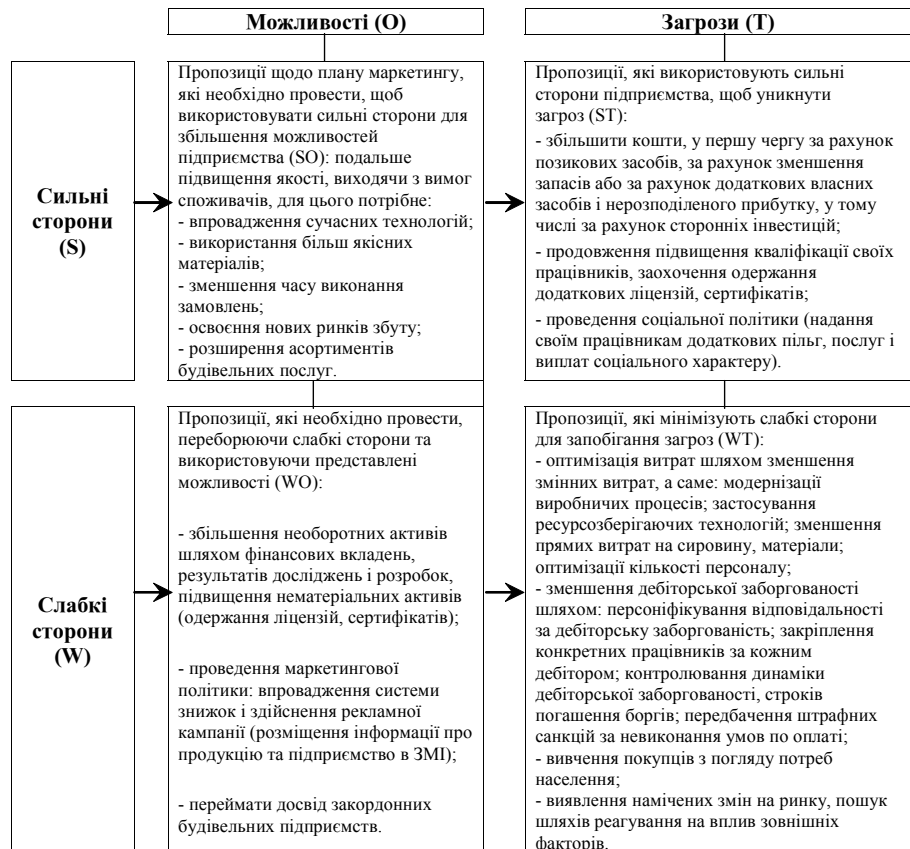 Можливості (О)
Загрози (Т)
Сильні
сторони
(S)
Пропозиції щодо плану маркетингу,
які необхідно провести, щоб
використовувати сильні сторони для
збільшення можливостей
підприємства (SO): подальше
підвищення якості, виходячи з вимог
споживачів, для цього потрібне:
- впровадження сучасних технологій;
- використання більш якісних
матеріалів;
- зменшення часу виконання
замовлень;
- освоєння нових ринків збуту;
- розширення асортиментів
будівельних послуг.
Пропозиції, які використовують сильні
сторони підприємства, щоб уникнути
загроз (ST):
- збільшити кошти, у першу чергу за рахунок
позикових засобів, за рахунок зменшення
запасів або за рахунок додаткових власних
засобів і нерозподіленого прибутку, у тому
числі за рахунок сторонніх інвестицій;
- продовження підвищення кваліфікації своїх
працівників, заохочення одержання
додаткових ліцензій, сертифікатів;
- проведення соціальної політики (надання
своїм працівникам додаткових пільг, послуг і
виплат соціального характеру).
Слабкі
сторони
(W)
Пропозиції, які необхідно провести,
переборюючи слабкі сторони та
використовуючи представлені
можливості (WO):
- збільшення необоротних активів
шляхом фінансових вкладень,
результатів досліджень і розробок,
підвищення нематеріальних активів
(одержання ліцензій, сертифікатів);
- проведення маркетингової
політики: впровадження системи
знижок і здійснення рекламної
кампанії (розміщення інформації про
продукцію та підприємство в ЗМІ);
- переймати досвід закордонних
будівельних підприємств.
Пропозиції, які мінімізують слабкі сторони
для запобігання загроз (WT):
- оптимізація витрат шляхом зменшення
змінних витрат, а саме: модернізації
виробничих процесів; застосування
ресурсозберігаючих технологій; зменшення
прямих витрат на сировину, матеріали;
оптимізації кількості персоналу;
- зменшення дебіторської заборгованості
шляхом: персоніфікування відповідальності
за дебіторську заборгованість; закріплення
конкретних працівників за кожним
дебітором; контролювання динаміки
дебіторської заборгованості, строків
погашення боргів; передбачення штрафних
санкцій за невиконання умов по оплаті;
- вивчення покупців з погляду потреб
населення;
- виявлення намічених змін на ринку, пошук
шляхів реагування на вплив зовнішніх
факторів.